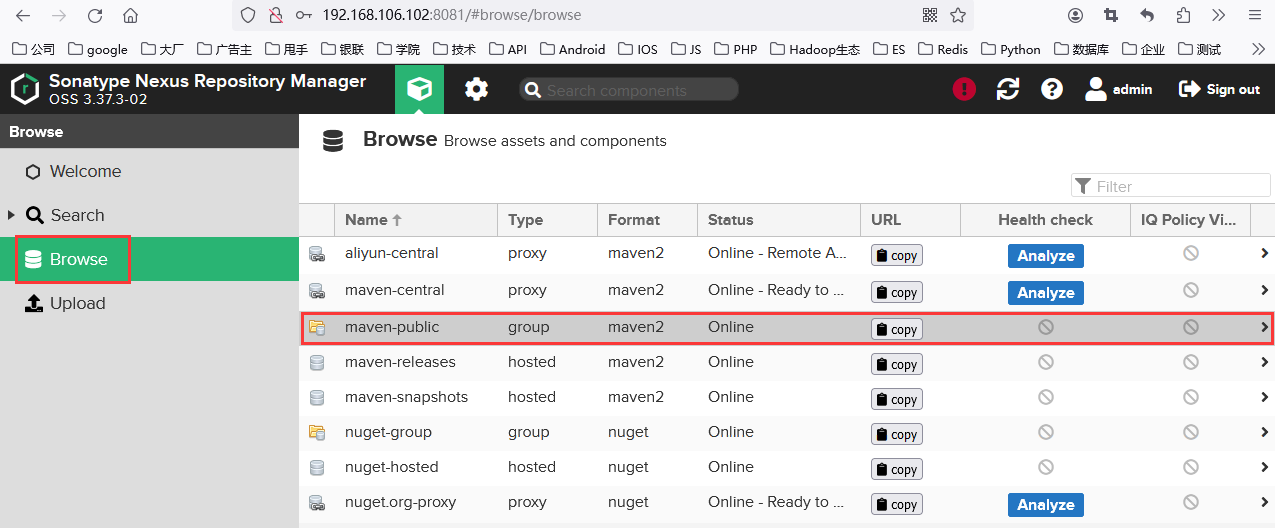 192.168.106.102:8081/#browse/browse
公司 google 大厂 广告主 甩手 银联 学院 技术 API Android IOS JS PHP Hadoop生态 ES Redis Python 数据库 企业 测试
Sonatype Nexus Repository Manager
OSS 3.37.3-02
Search components
admin
Sign out
Browse
Welcome
Search
Browse
Upload
Browse Browse assets and components
Filter
Name Type Format Status URL Health check IQ Policy Vi...
aliyun-central proxy maven2 Online - Remote A... copy Analyze
maven-central proxy maven2 Online - Ready to ... copy Analyze
maven-public group maven2 Online copy
maven-releases hosted maven2 Online copy
maven-snapshots hosted maven2 Online copy
nuget-group group nuget Online copy
nuget-hosted hosted nuget Online copy
nuget.org-proxy proxy nuget Online - Ready to ... copy Analyze